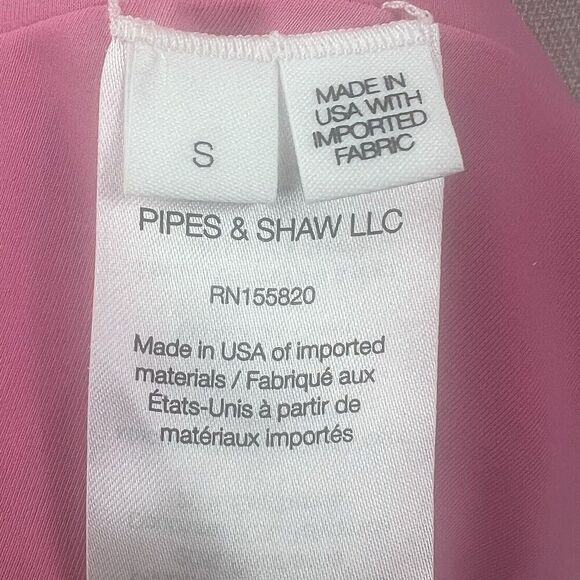 S
MADE IN
USA WITH
IMPORTED
FABRIC
PIPES & SHAW LLC
RN155820
Made in USA of imported
materials / Fabriqué aux
États-Unis à partir de
matériaux importés